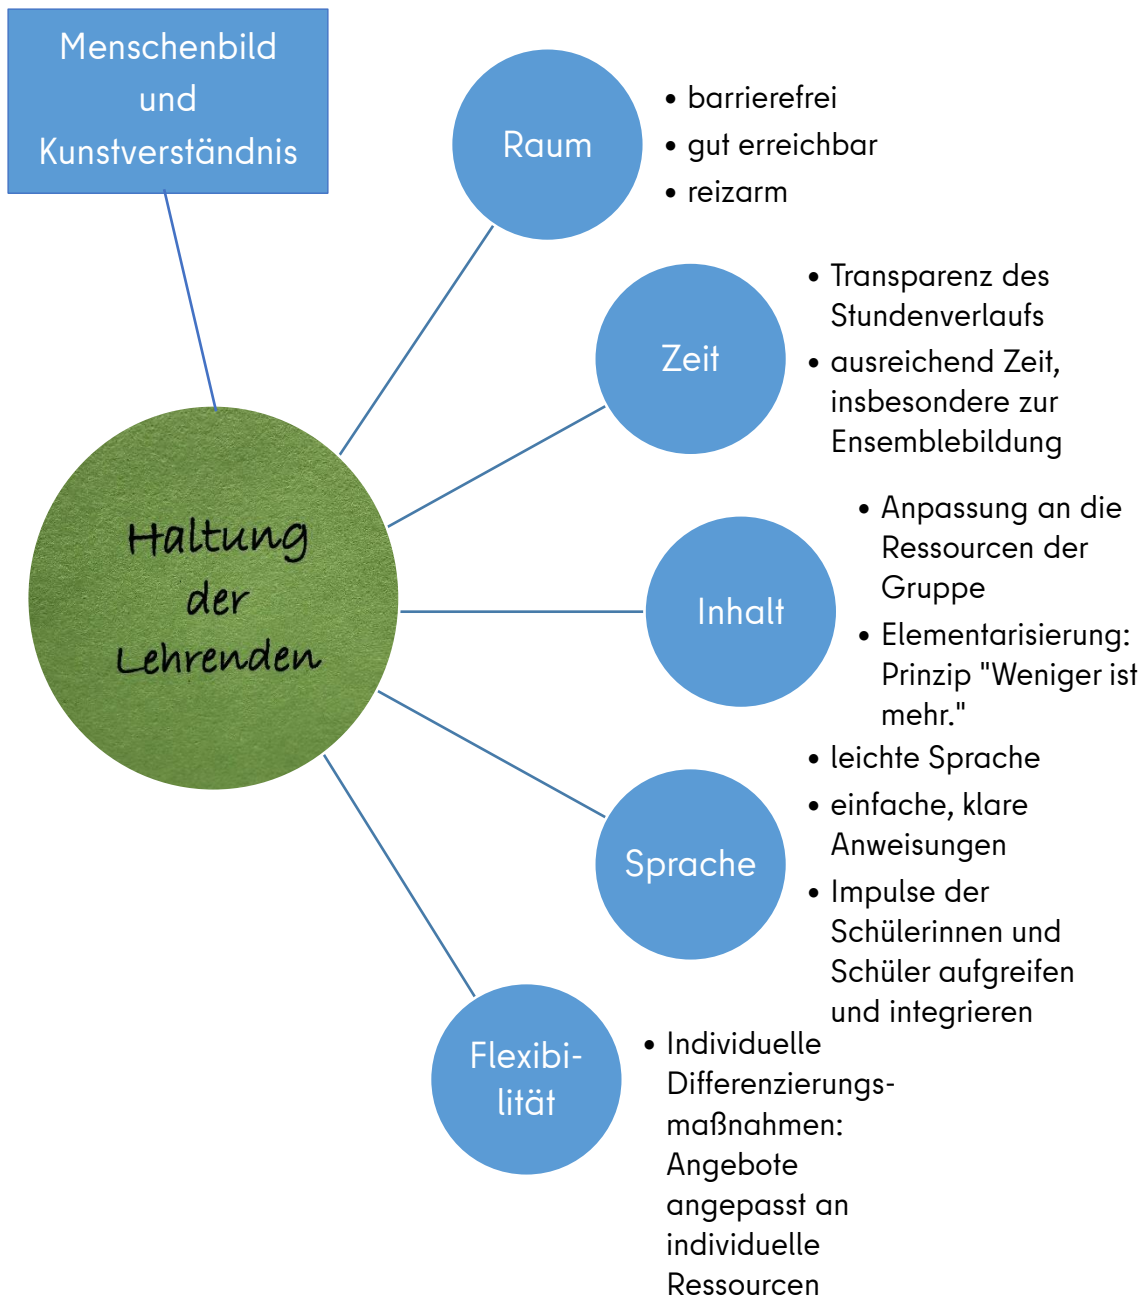 Menschenbild
und
Kunstverständnis
Raum
• barrierefrei
• gut erreichbar
• reizarm
Zeit
• Transparenz des
Stundenverlaufs
• ausreichend Zeit,
insbesondere zur
Ensemblebildung
Haltung
der
Lehrenden
Inhalt
• Anpassung an die
Ressourcen der
Gruppe
• Elementarisierung:
Prinzip "Weniger ist
mehr."
Sprache
• leichte Sprache
• einfache, klare
Anweisungen
• Impulse der
Schülerinnen und
Schüler aufgreifen
und integrieren
Flexibi-
lität
• Individuelle
Differenzierungs-
maßnahmen:
Angebote
angepasst an
individuelle
Ressourcen